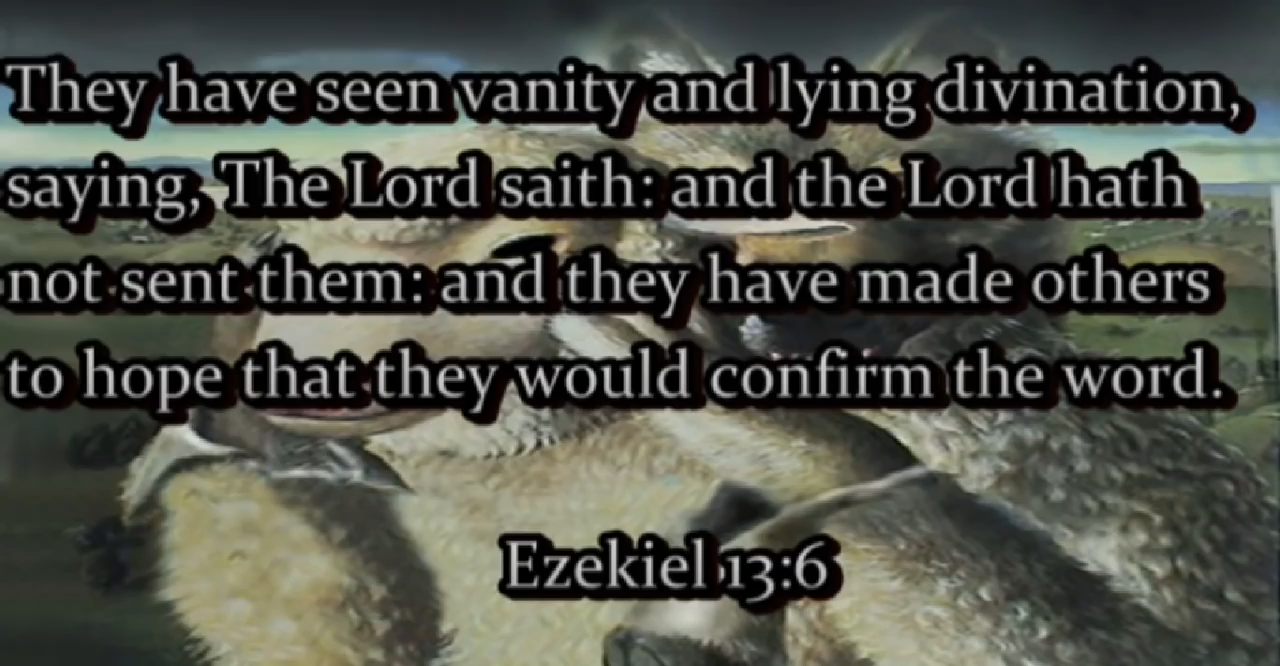 They have seen vanity and lying divination,
saying, The Lord saith: and the Lord hath
not sent them: and they have made others
to hope that they would confirm the word.
Ezekiel 13:6